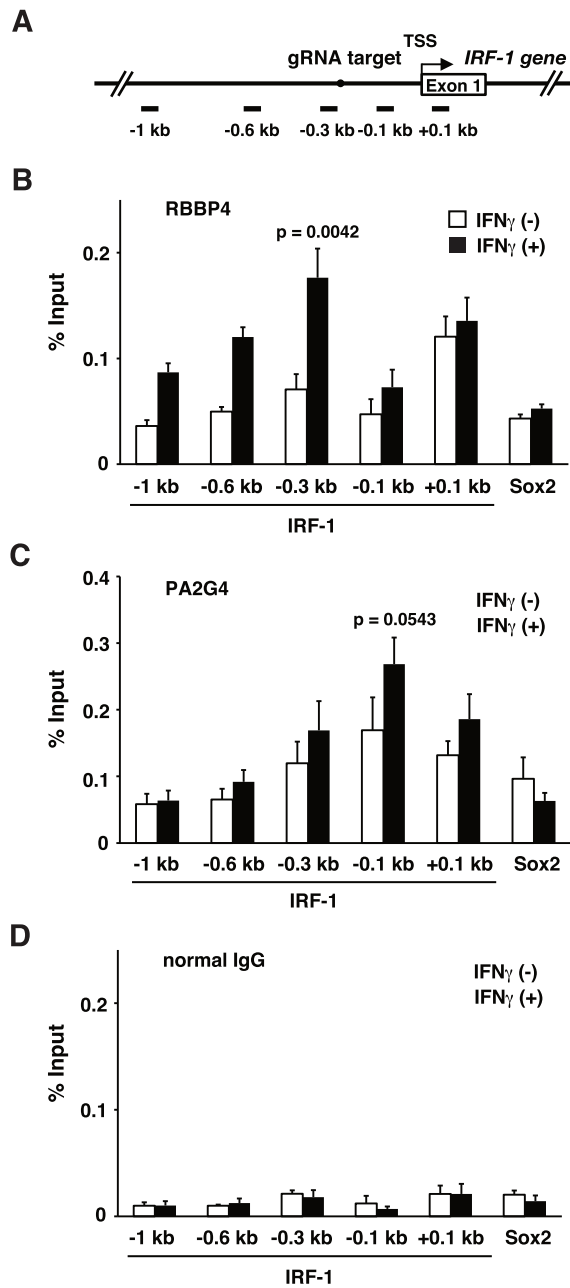 A
TSS
gRNA target
IRF-1 gene
Exon 1
-1 kb -0.6 kb -0.3 kb -0.1 kb +0.1 kb
B
RBBP4
IFNγ (-)
IFNγ (+)
p = 0.0042
% Input
0.2
0.1
0
-1 kb -0.6 kb -0.3 kb -0.1 kb +0.1 kb Sox2
IRF-1
C
PA2G4
IFNγ (-)
IFNγ (+)
p = 0.0543
% Input
0.4
0.3
0.2
0.1
0
-1 kb -0.6 kb -0.3 kb -0.1 kb +0.1 kb Sox2
IRF-1
D
normal IgG
IFNγ (-)
IFNγ (+)
% Input
0.2
0.1
0
-1 kb -0.6 kb -0.3 kb -0.1 kb +0.1 kb Sox2
IRF-1